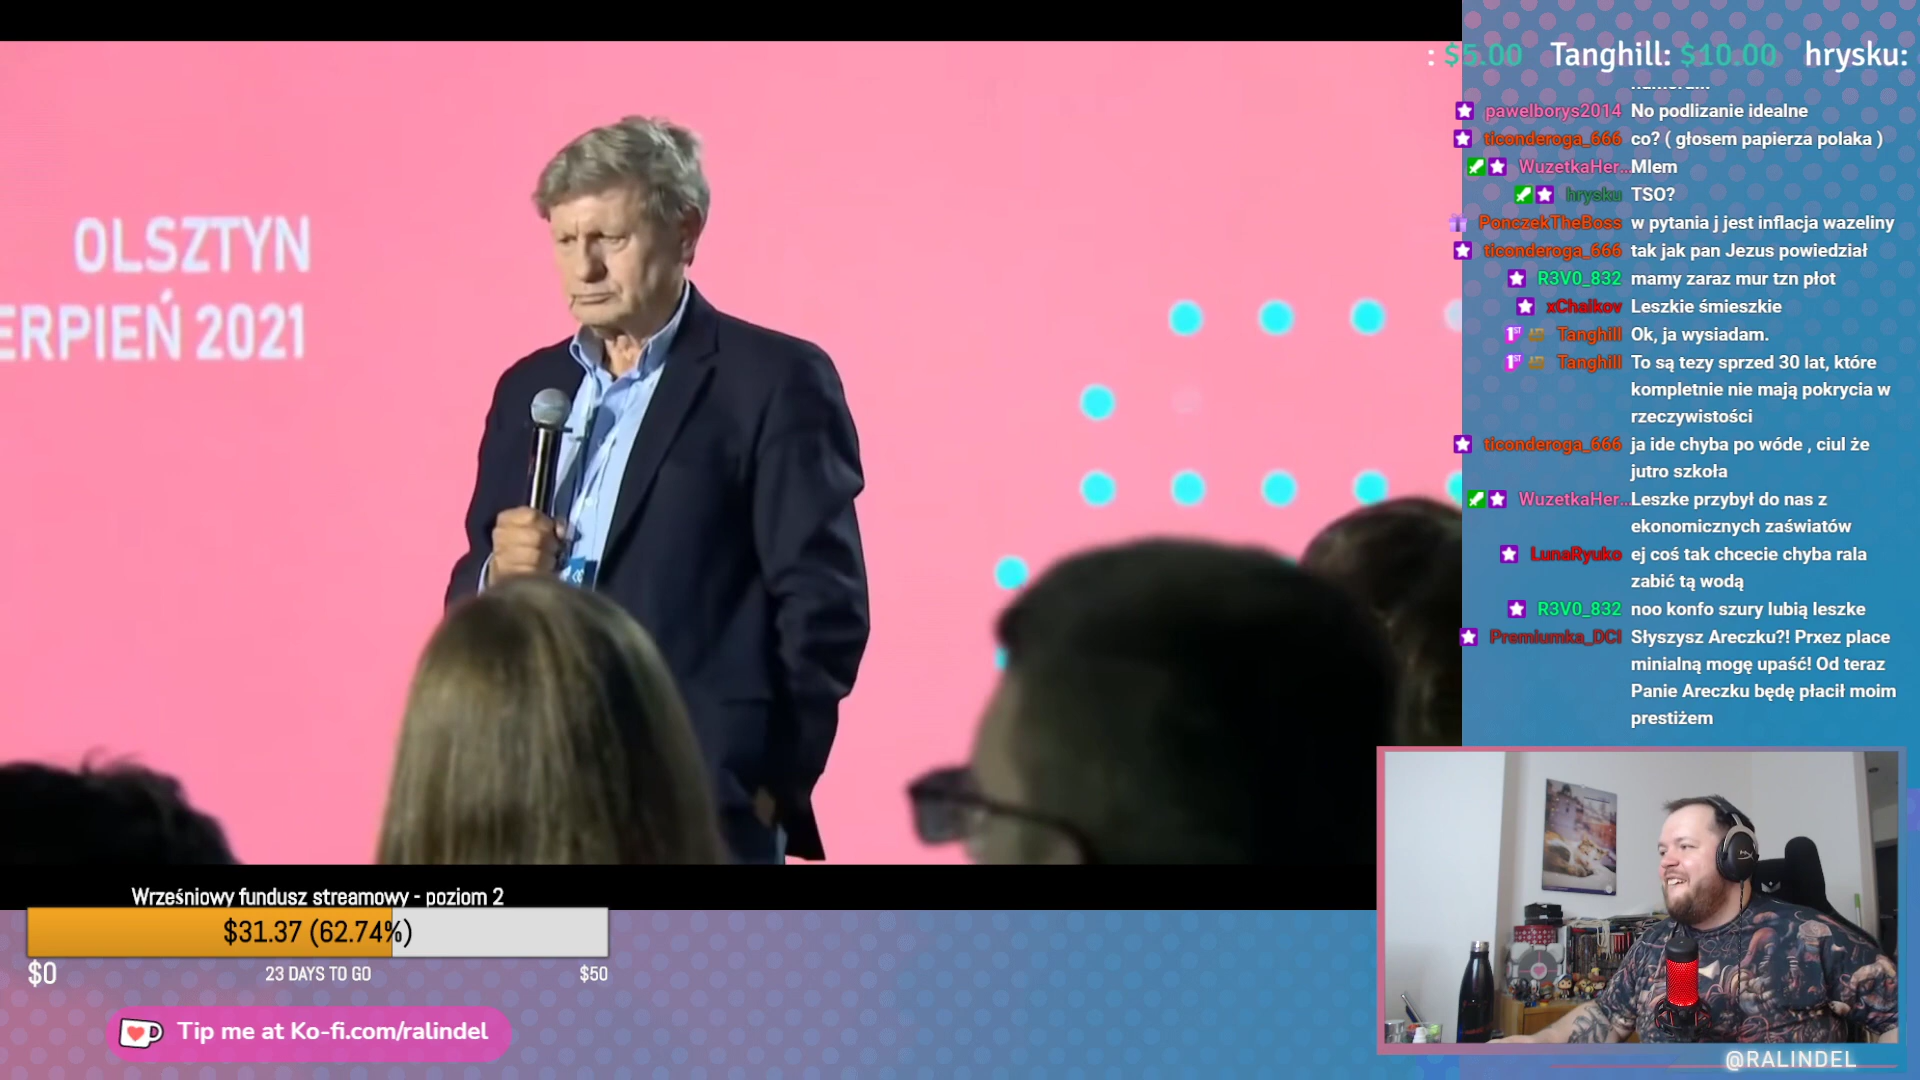 OLSZTYN
ERPIEŃ 2021
: $5.00 Tanghill: $10.00 hrysku:
pawelborys2014 No podlizanie idealne
ticonderoga_666 co? ( głosem papierza polaka )
WuzetkaHer... Mlem
hrysku TSO?
PonczekTheBoss w pytania j jest inflacja wazeliny
ticonderoga_666 tak jak pan Jezus powiedział
R3V0_832 mamy zaraz mur tzn płot
xChaikov Leszkie śmieszkie
1ST Tanghill Ok, ja wysiadam.
1ST Tanghill To są tezy sprzed 30 lat, które
kompletnie nie mają pokrycia w
rzeczywistości
ticonderoga_666 ja ide chyba po wóde , ciul że
jutro szkoła
WuzetkaHer... Leszke przybył do nas z
ekonomicznych zaświatów
LunaRyuko ej coś tak chcecie chyba rala
zabić tą wodą
R3V0_832 noo konfo szury lubią leszke
Premiumka_DCI Słyszysz Areczku?! Prxez place
minialną mogę upaść! Od teraz
Panie Areczku będę płacił moim
prestiżem
Wrześniowy fundusz streamowy - poziom 2
$31.37 (62.74%)
$0 23 DAYS TO GO $50
Tip me at Ko-fi.com/ralindel
@RALINDEL